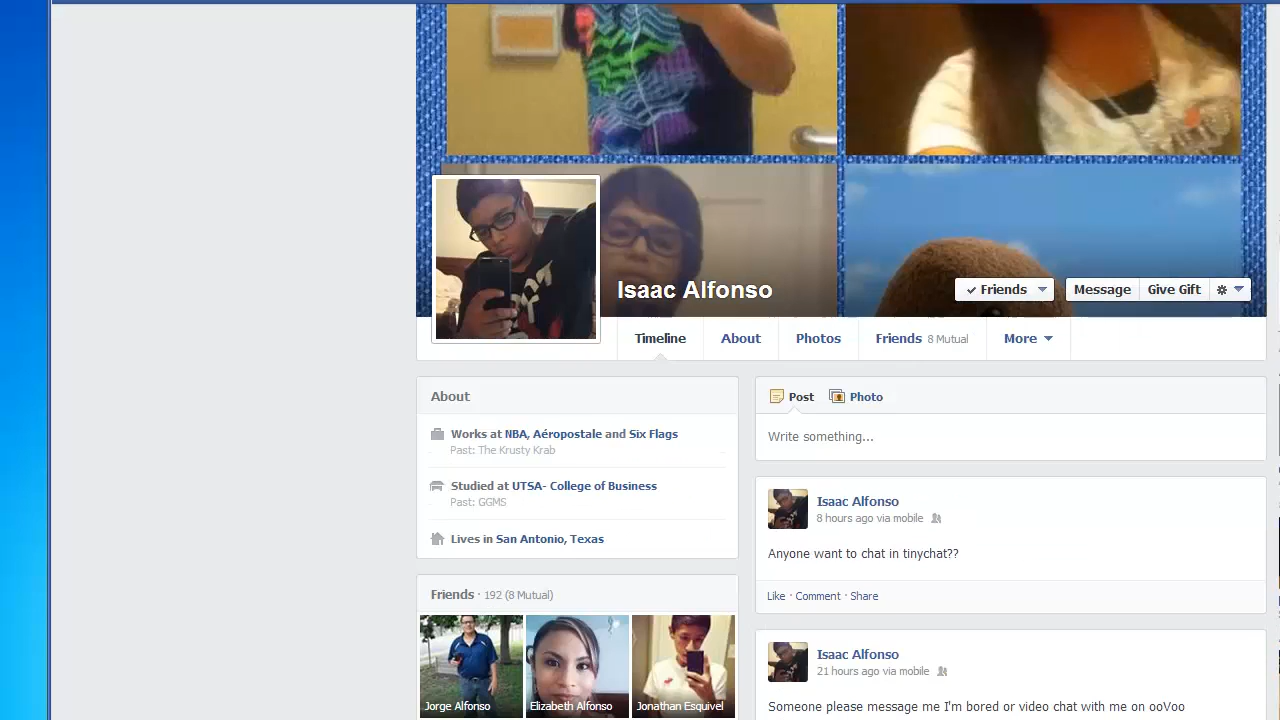 Isaac Alfonso
Friends
Message
Give Gift
Timeline
About
Photos
Friends 8 Mutual
More
About
Works at NBA, Aéropostale and Six Flags
Past: The Krusty Krab
Studied at UTSA- College of Business
Past: GGMS
Lives in San Antonio, Texas
Friends · 192 (8 Mutual)
Jorge Alfonso
Elizabeth Alfonso
Jonathan Esquivel
Post
Photo
Write something...
Isaac Alfonso
8 hours ago via mobile
Anyone want to chat in tinychat??
Like · Comment · Share
Isaac Alfonso
21 hours ago via mobile
Someone please message me I'm bored or video chat with me on ooVoo